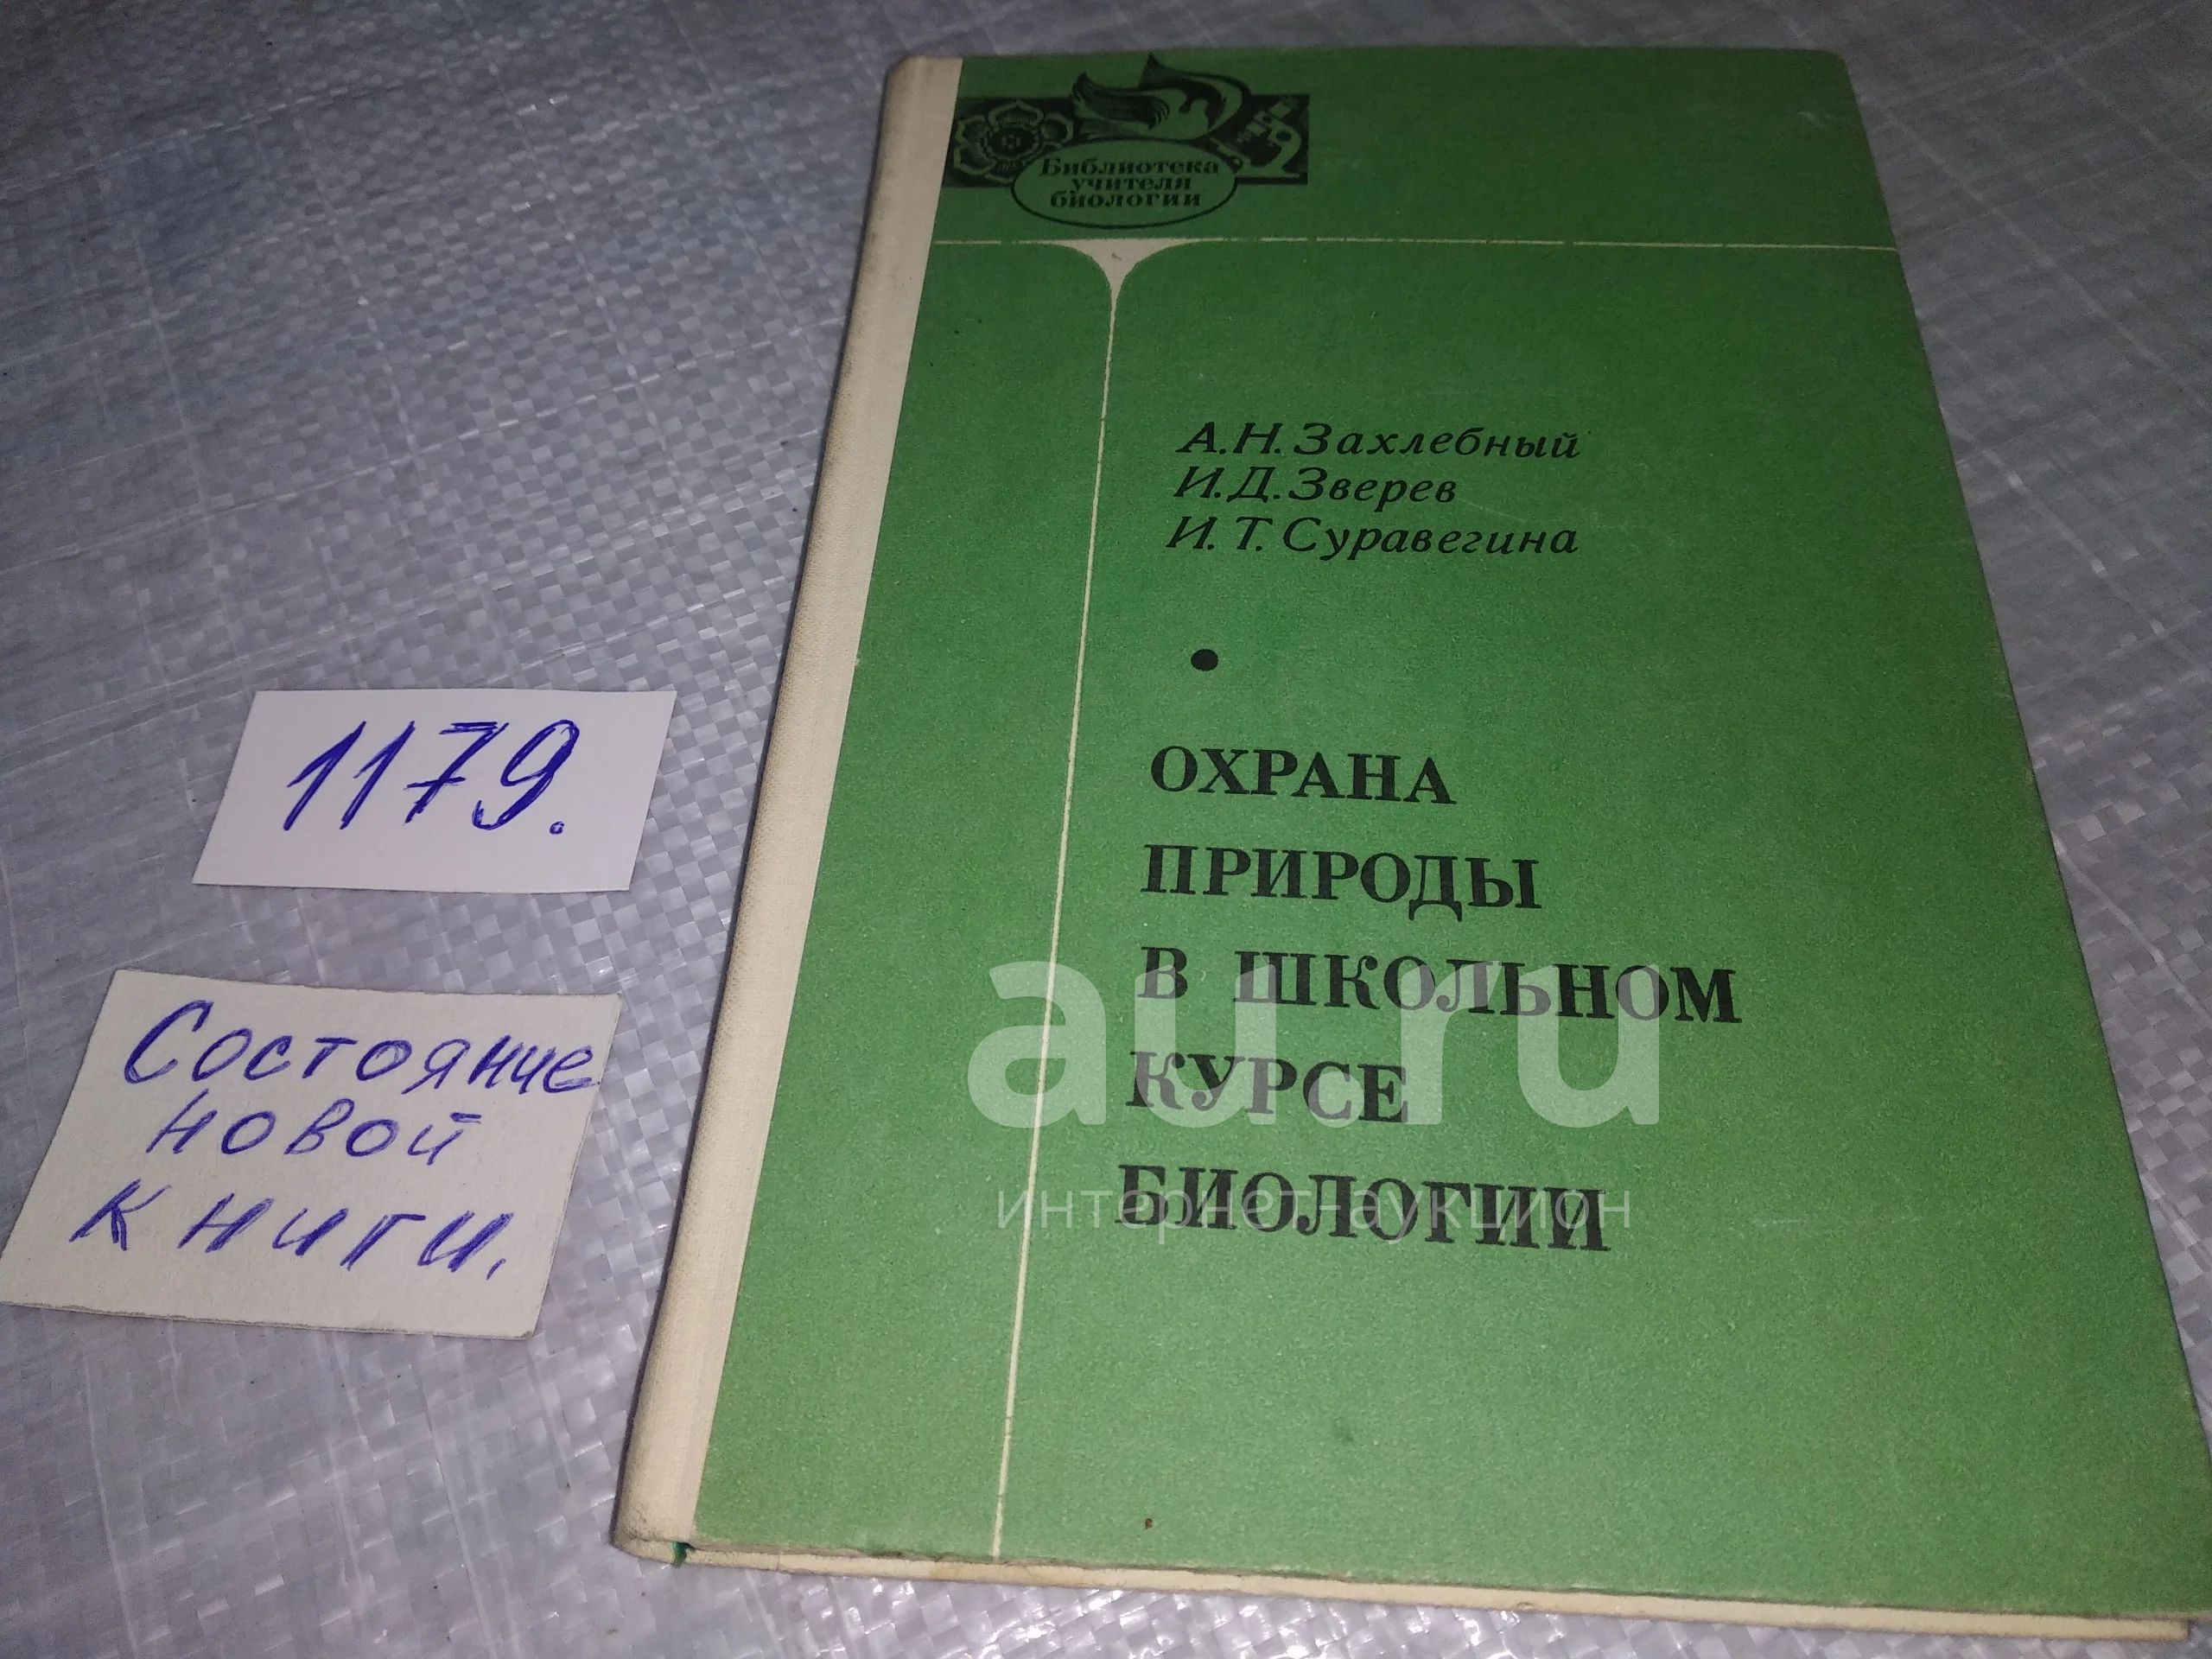 Библиотека
учителя
биологии
А.Н.Захлебный
И.Д.Зверев
И.Т.Суравегина
ОХРАНА
ПРИРОДЫ
В ШКОЛЬНОМ
КУРСЕ
БИОЛОГИИ
1179.
Состояние
новой
книги,
au.ru
интернет-аукцион